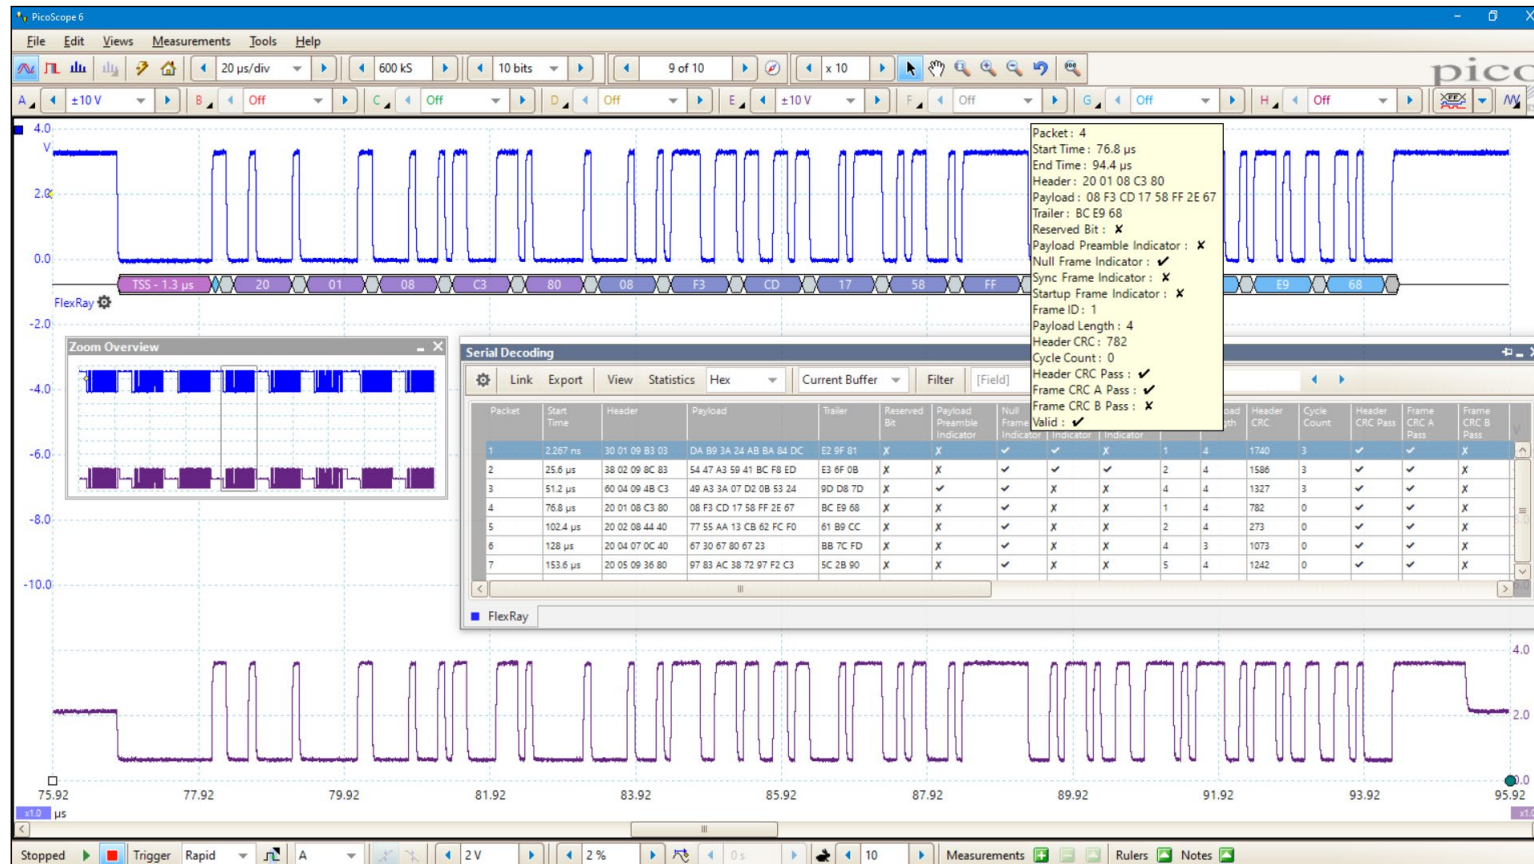 PicoScope 6
File Edit Views Measurements Tools Help
20 µs/div 600 kS 10 bits 9 of 10 x 10
pico
A ±10 V B Off C Off D Off E ±10 V F Off G Off H Off
4.0
V
2.0
0.0
-2.0
-4.0
-6.0
-8.0
-10.0
TSS - 1.3 µs 20 01 08 C3 80 08 F3 CD 17 58 FF E9 68
FlexRay
Packet : 4
Start Time : 76.8 µs
End Time : 94.4 µs
Header : 20 01 08 C3 80
Payload : 08 F3 CD 17 58 FF 2E 67
Trailer : BC E9 68
Reserved Bit : ✘
Payload Preamble Indicator : ✘
Null Frame Indicator : ✔
Sync Frame Indicator : ✘
Startup Frame Indicator : ✘
Frame ID : 1
Payload Length : 4
Header CRC : 782
Cycle Count : 0
Header CRC Pass : ✔
Frame CRC A Pass : ✔
Frame CRC B Pass : ✘
Valid : ✔
Zoom Overview
Serial Decoding
Link Export View Statistics Hex Current Buffer Filter [Field]
Packet Start Time Header Payload Trailer Reserved Bit Payload Preamble Indicator Null Frame Indicator Indicator Indicator Header CRC Cycle Count Header CRC Pass Frame CRC A Pass Frame CRC B Pass
1 2.267 ns 30 01 09 B3 03 DA B9 3A 24 AB BA 84 DC E2 9F 81 X X ✔ ✔ X 1 4 1740 3 ✔ ✔ X
2 25.6 µs 38 02 09 8C 83 54 47 A3 59 41 BC F8 ED E3 6F 0B X X ✔ ✔ ✔ 2 4 1586 3 ✔ ✔ X
3 51.2 µs 60 04 09 4B C3 49 A3 3A 07 D2 0B 53 24 9D D8 7D X ✔ ✔ X X 4 4 1327 3 ✔ ✔ X
4 76.8 µs 20 01 08 C3 80 08 F3 CD 17 58 FF 2E 67 BC E9 68 X X ✔ X X 1 4 782 0 ✔ ✔ X
5 102.4 µs 20 02 08 44 40 77 55 AA 13 CB 62 FC F0 61 B9 CC X X ✔ X X 2 4 273 0 ✔ ✔ X
6 128 µs 20 04 07 0C 40 67 30 67 80 67 23 BB 7C FD X X ✔ X X 4 3 1073 0 ✔ ✔ X
7 153.6 µs 20 05 09 36 80 97 83 AC 38 72 97 F2 C3 5C 2B 90 X X ✔ X X 5 4 1242 0 ✔ ✔ X
FlexRay
4.0
2.0
0.0
75.92 77.92 79.92 81.92 83.92 85.92 87.92 89.92 91.92 93.92 95.92
x1.0 µs x1.0
Stopped Trigger Rapid A 2 V 2 % 0 s 10 Measurements Rulers Notes